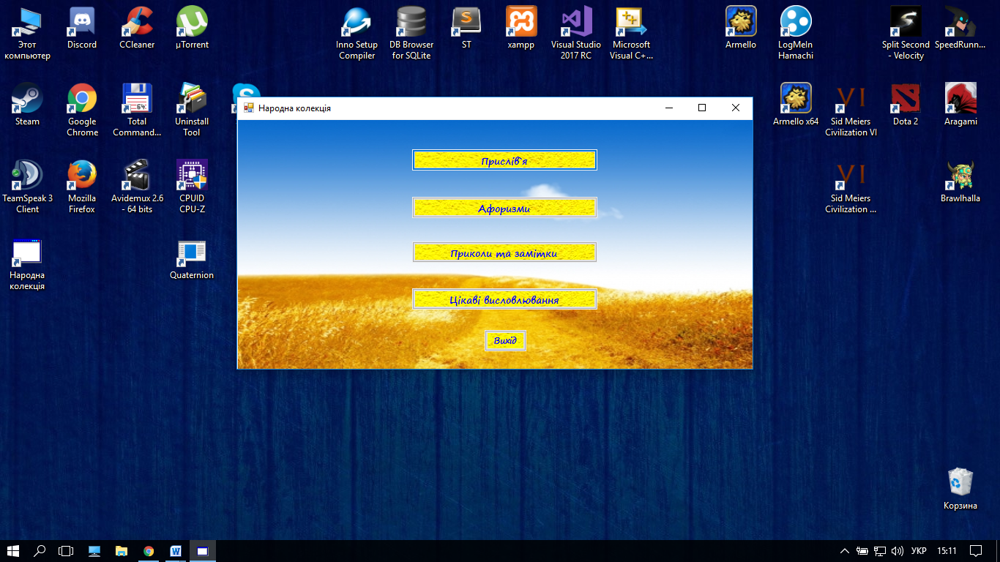 Этот
компьютер
Discord
CCleaner
µTorrent
Inno Setup
Compiler
DB Browser
for SQLite
ST
xampp
Visual Studio
2017 RC
Microsoft
Visual C+...
Armello
LogMeIn
Hamachi
Split Second
- Velocity
SpeedRunn...
Steam
Google
Chrome
Total
Command...
Uninstall
Tool
Armello x64
VI
Sid Meiers
Civilization VI
Dota 2
Aragami
TeamSpeak 3
Client
Mozilla
Firefox
Avidemux 2.6
- 64 bits
CPUID
CPU-Z
VI
Sid Meiers
Civilization ...
Brawlhalla
Народна
колекція
Quaternion
Народна колекція
Прислів`я
Афоризми
Приколи та замітки
Цікаві висловлювання
Вихід
Корзина
УКР
15:11